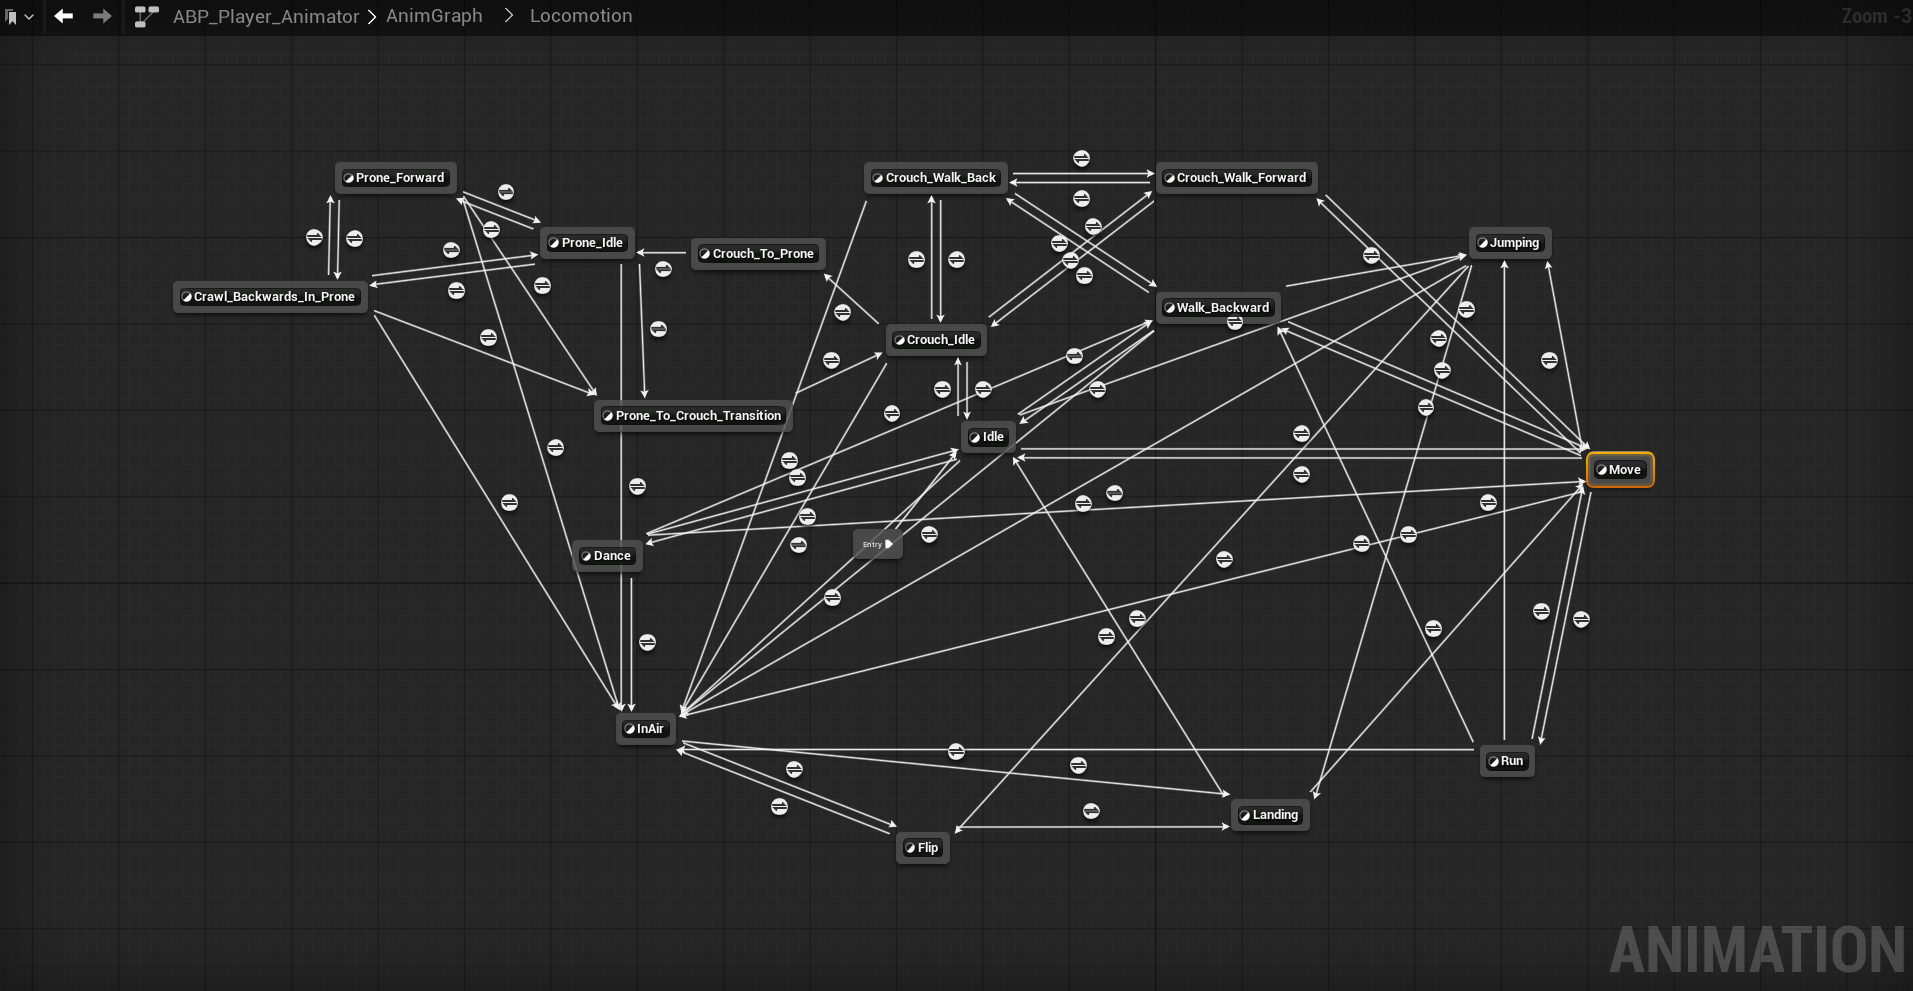 ABP_Player_Animator > AnimGraph > Locomotion
Zoom -3
Prone_Forward
Crouch_Walk_Back
Crouch_Walk_Forward
Prone_Idle
Crouch_To_Prone
Jumping
Crawl_Backwards_In_Prone
Walk_Backward
Crouch_Idle
Prone_To_Crouch_Transition
Idle
Move
Entry
Dance
InAir
Run
Landing
Flip
ANIMATION